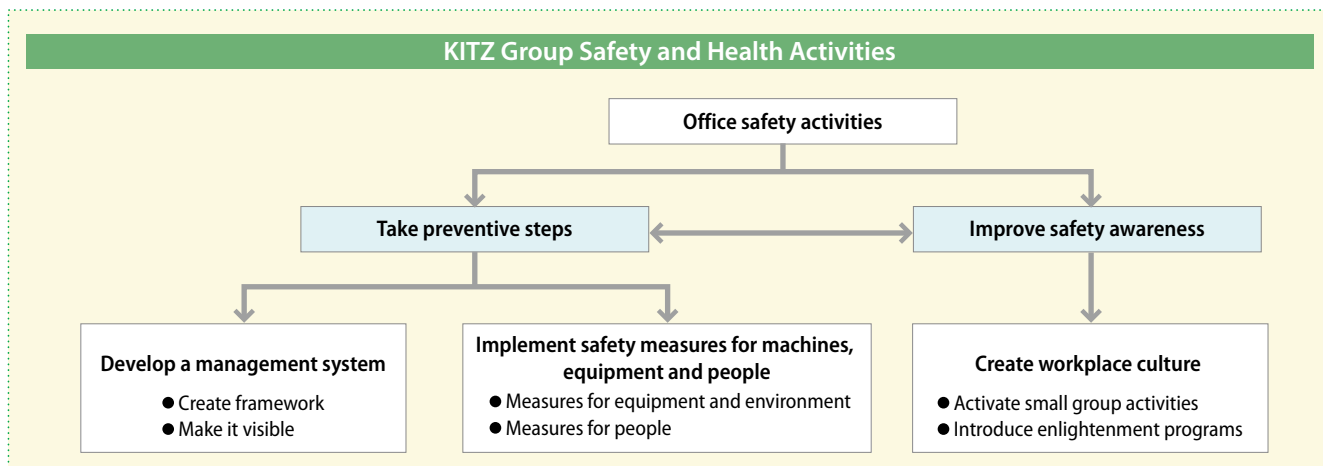 KITZ Group Safety and Health Activities
Office safety activities
Take preventive steps
Improve safety awareness
Develop a management system
● Create framework
● Make it visible
Implement safety measures for machines,
equipment and people
● Measures for equipment and environment
● Measures for people
Create workplace culture
● Activate small group activities
● Introduce enlightenment programs